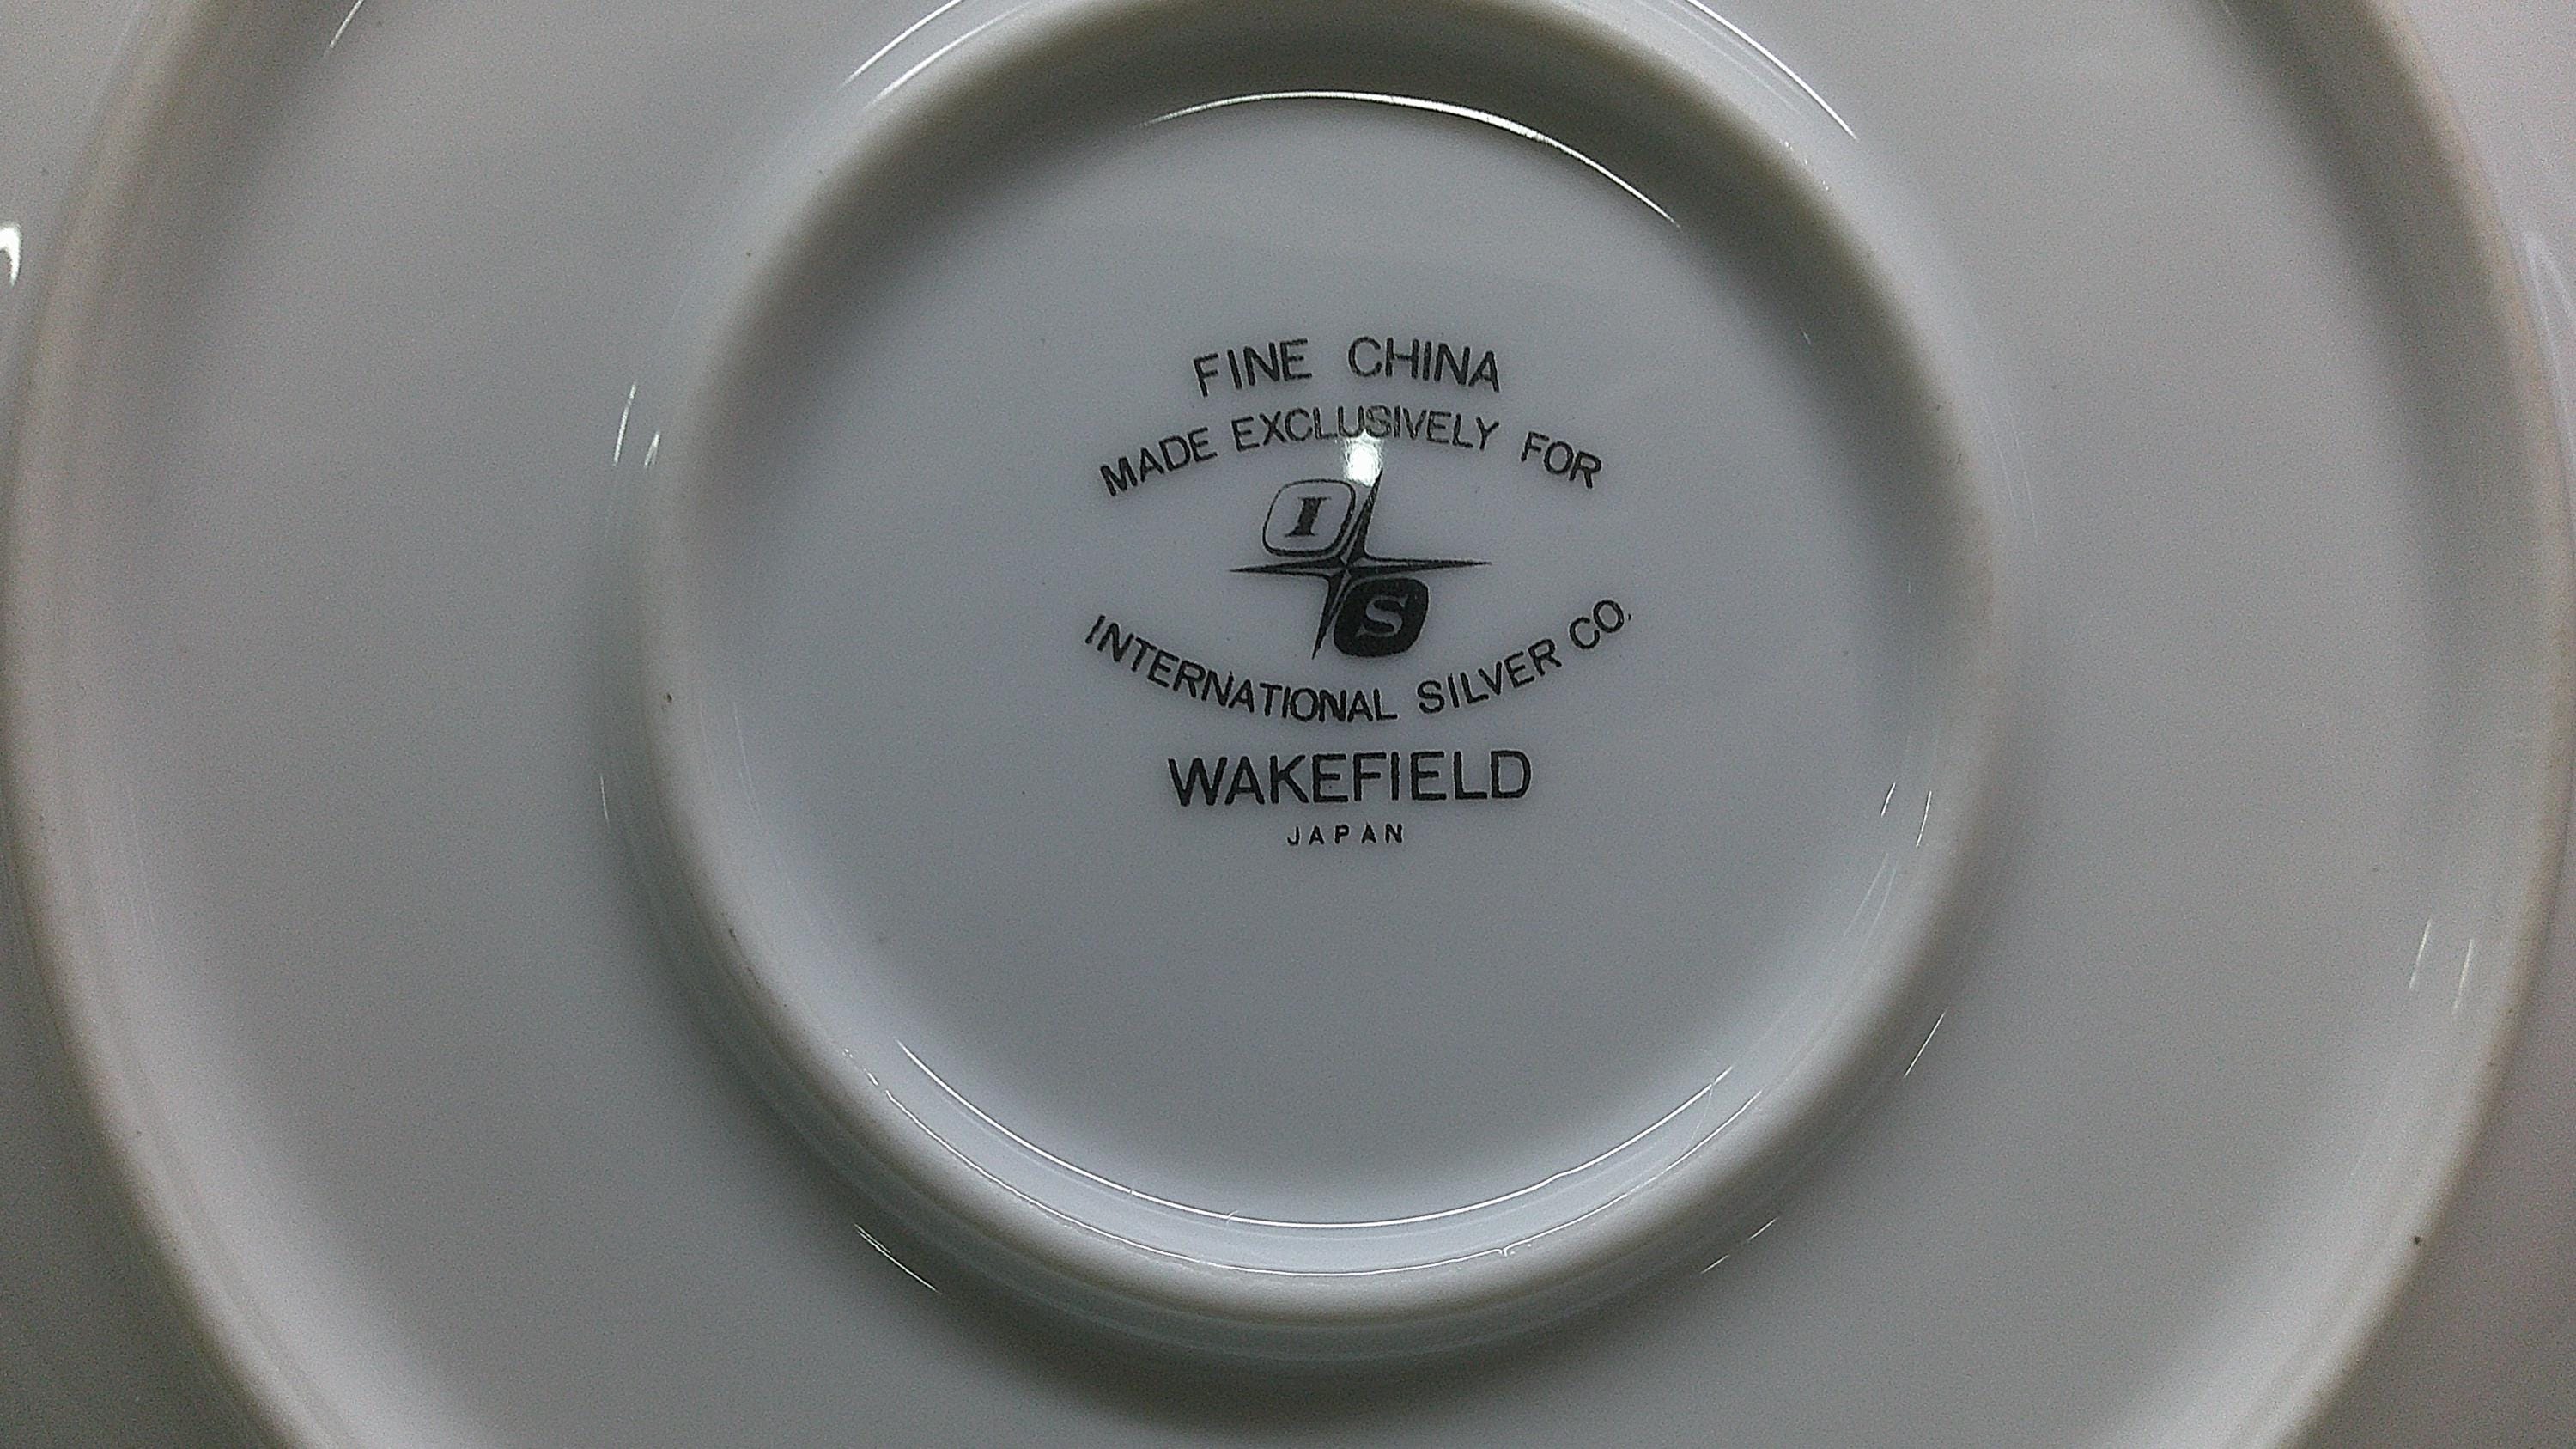 FINE CHINA
MADE EXCLUSIVELY FOR
I
S
INTERNATIONAL SILVER CO.
WAKEFIELD
JAPAN